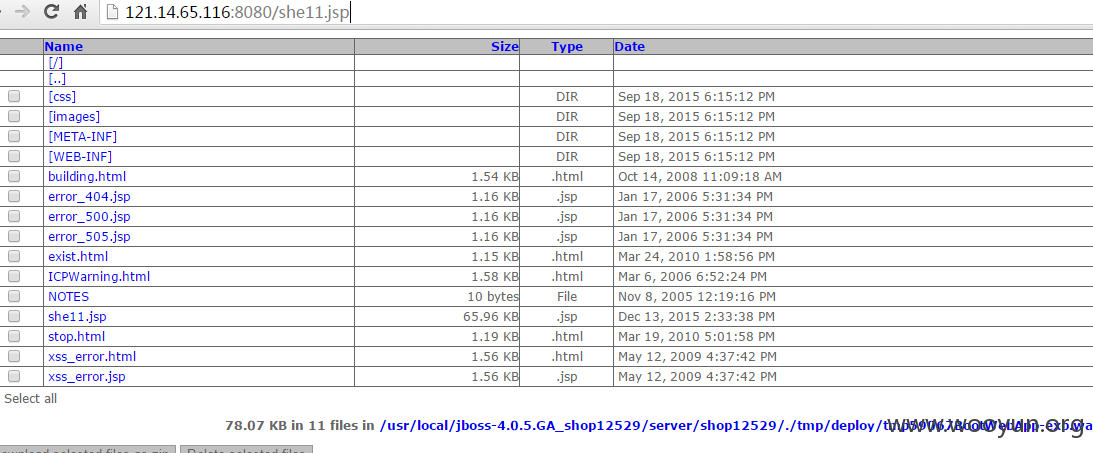 121.14.65.116:8080/she11.jsp
Name Size Type Date
[/]
[..]
[css] DIR Sep 18, 2015 6:15:12 PM
[images] DIR Sep 18, 2015 6:15:12 PM
[META-INF] DIR Sep 18, 2015 6:15:12 PM
[WEB-INF] DIR Sep 18, 2015 6:15:12 PM
building.html 1.54 KB .html Oct 14, 2008 11:09:18 AM
error_404.jsp 1.16 KB .jsp Jan 17, 2006 5:31:34 PM
error_500.jsp 1.16 KB .jsp Jan 17, 2006 5:31:34 PM
error_505.jsp 1.16 KB .jsp Jan 17, 2006 5:31:34 PM
exist.html 1.15 KB .html Mar 24, 2010 1:58:56 PM
ICPWarning.html 1.58 KB .html Mar 6, 2006 6:52:24 PM
NOTES 10 bytes File Nov 8, 2005 12:19:16 PM
she11.jsp 65.96 KB .jsp Dec 13, 2015 2:33:38 PM
stop.html 1.19 KB .html Mar 19, 2010 5:01:58 PM
xss_error.html 1.56 KB .html May 12, 2009 4:37:42 PM
xss_error.jsp 1.56 KB .jsp May 12, 2009 4:37:42 PM
Select all
78.07 KB in 11 files in /usr/local/jboss-4.0.5.GA_shop12529/server/shop12529/./tmp/deploy/
www.wooyun.org